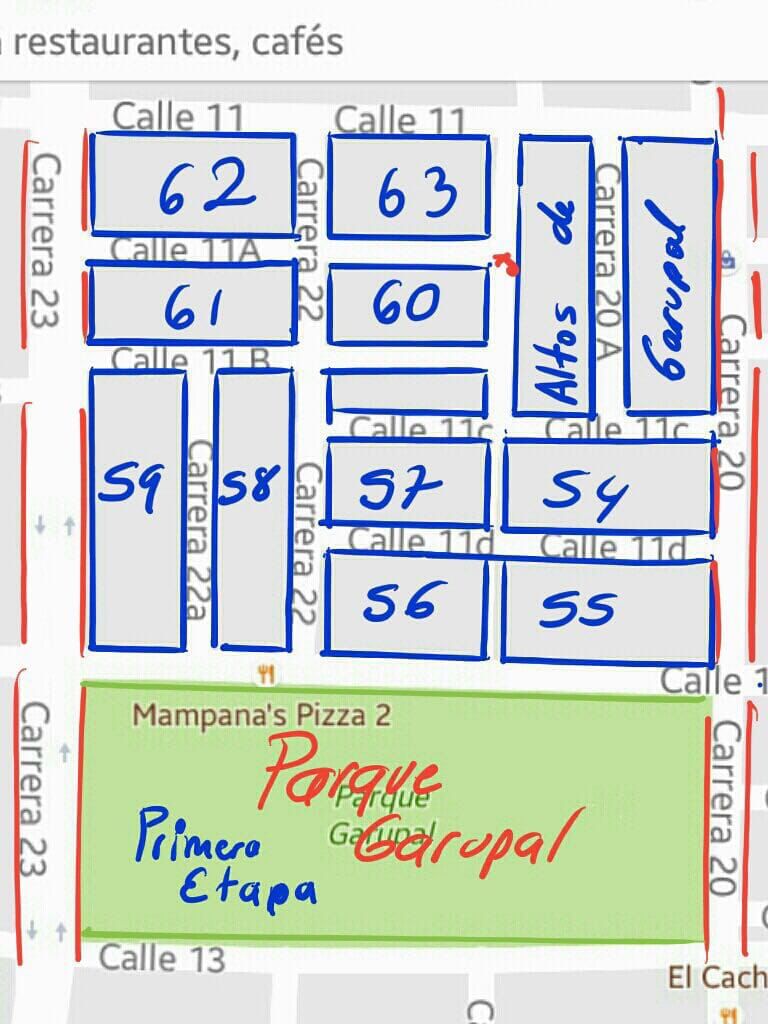 restaurantes, cafés
Calle 11
Calle 11
Carrera 23
62
Carrera 22
63
Altos de
Carrera 20 A
Garupal
Calle 11A
61
60
Carrera 20
Calle 11 B
59
Carrera 22a
58
Carrera 22
Calle 11c
Calle 11c
57
54
Calle 11d
Calle 11d
56
55
Calle 1
Mampana's Pizza 2
Carrera 23
Parque
Garupal
Parque
Garupal
Primera
Etapa
Carrera 20
Calle 13
El Cach